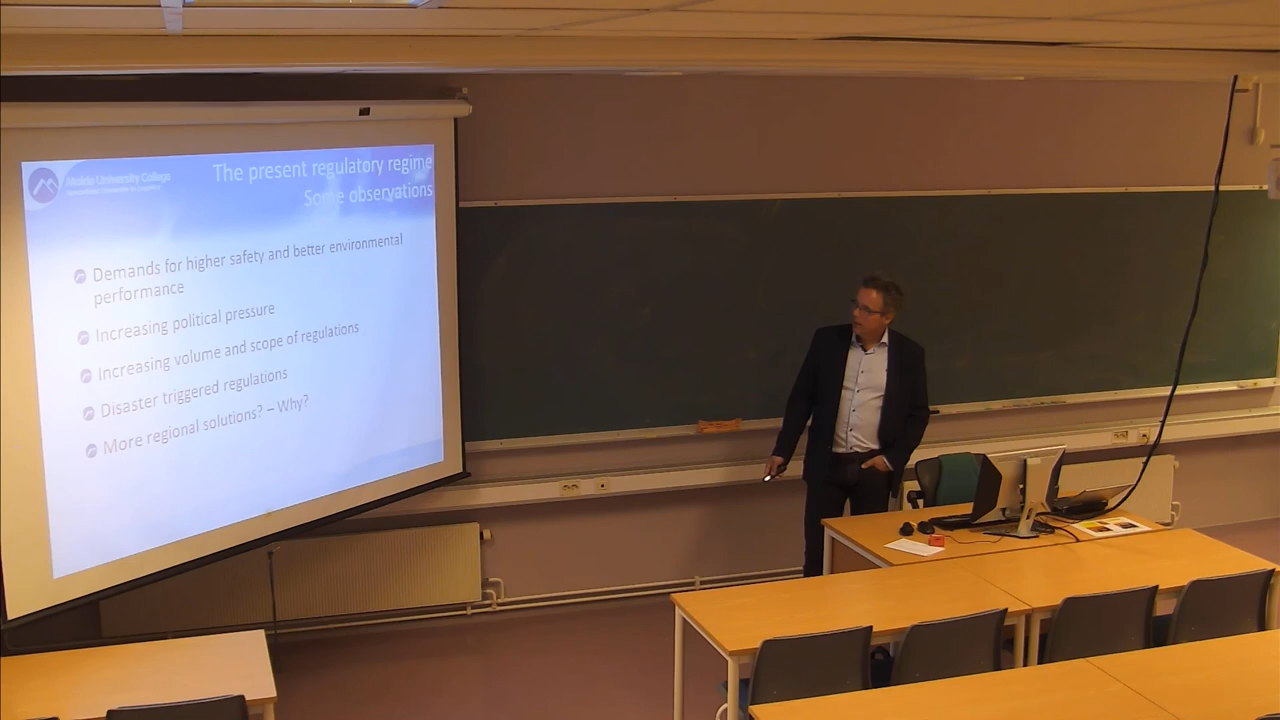 Molde University College
The present regulatory regime
Some observations
Demands for higher safety and better environmental
performance
Increasing political pressure
Increasing volume and scope of regulations
Disaster triggered regulations
More regional solutions? – Why?